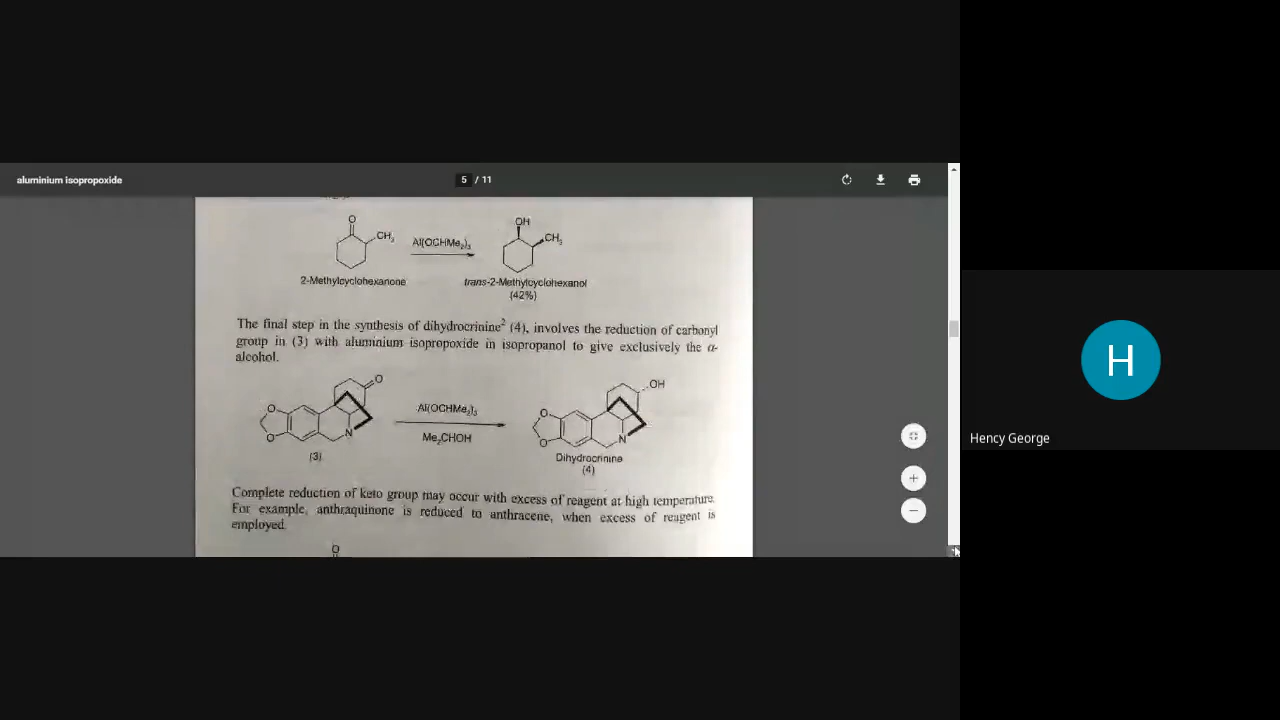 aluminium isopropoxide
5 / 11
O
CH3
Al(OCHMe2)3
OH
CH3
2-Methylcyclohexanone
trans-2-Methylcyclohexanol
(42%)
The final step in the synthesis of dihydrocrinine2 (4), involves the reduction of carbonyl
group in (3) with aluminium isopropoxide in isopropanol to give exclusively the α-
alcohol.
O
O
O
N
(3)
Al(OCHMe2)3
Me2CHOH
OH
O
O
N
Dihydrocrinine
(4)
Complete reduction of keto group may occur with excess of reagent at high temperature.
For example, anthraquinone is reduced to anthracene, when excess of reagent is
employed.
O
H
Hency George